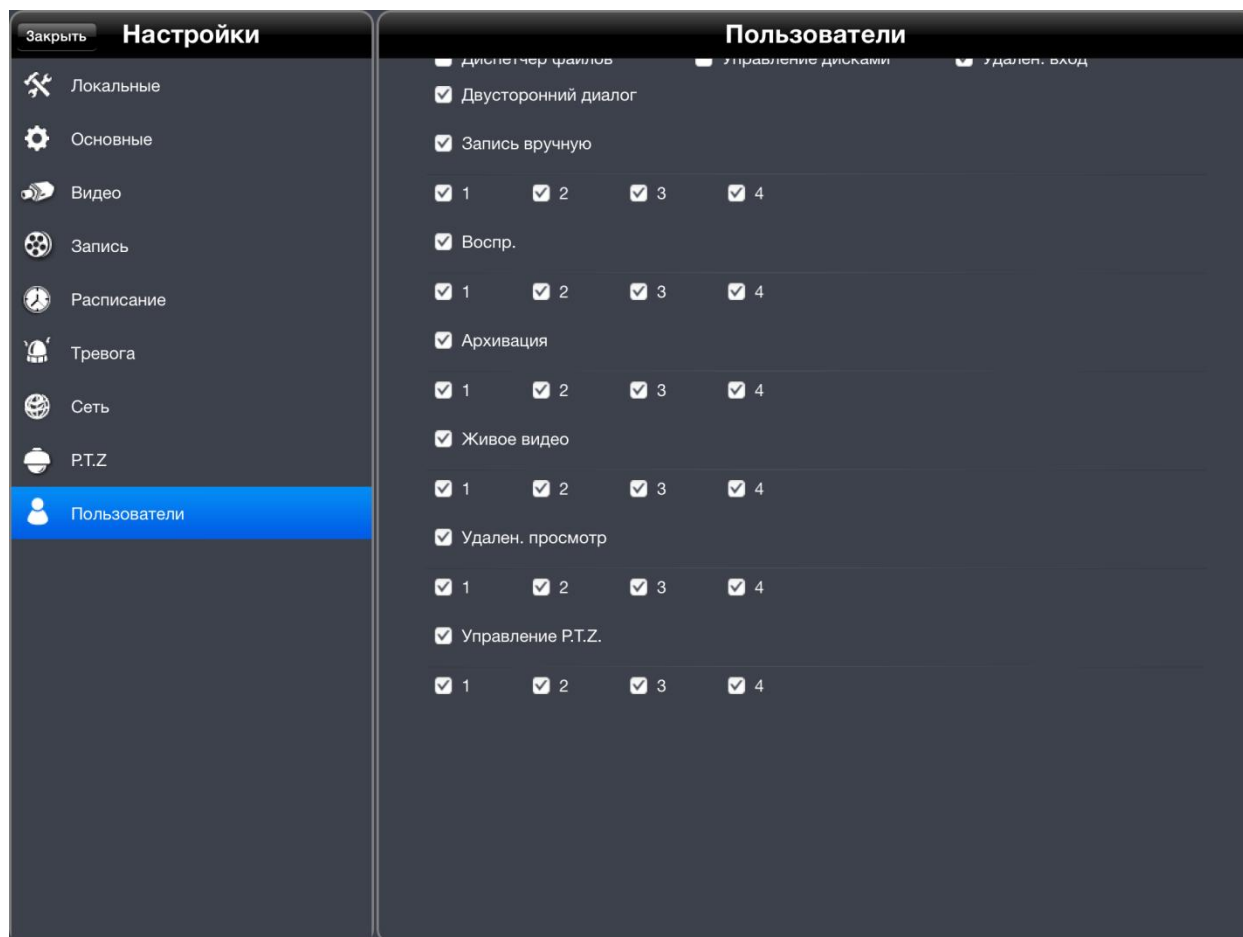 Закрыть Настройки
Локальные
Основные
Видео
Запись
Расписание
Тревога
Сеть
P.T.Z
Пользователи
Пользователи
Диспетчер файлов Управление дисками Удален. вход
Двусторонний диалог
Запись вручную
1 2 3 4
Воспр.
1 2 3 4
Архивация
1 2 3 4
Живое видео
1 2 3 4
Удален. просмотр
1 2 3 4
Управление P.T.Z.
1 2 3 4